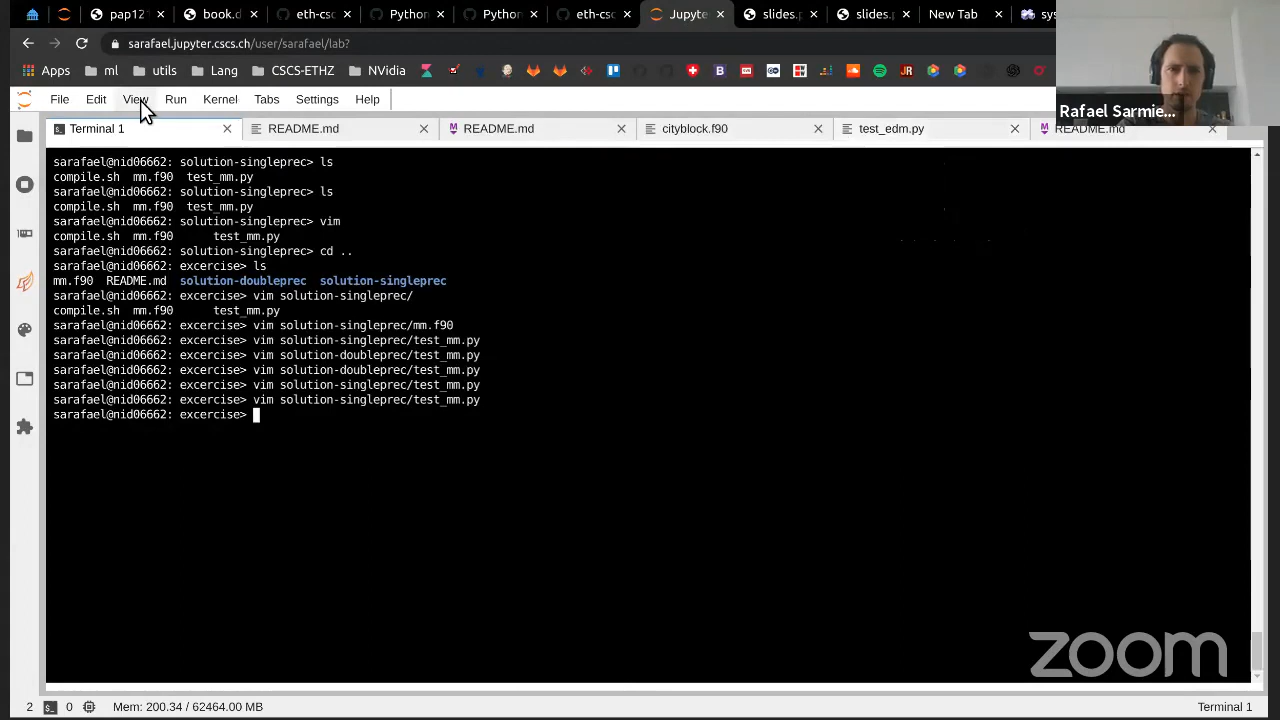 pap12 book.d eth-cs Python Python eth-cs Jupyte slides.p slides.p New Tab sys
sarafael.jupyter.cscs.ch/user/sarafael/lab?
Apps ml utils Lang CSCS-ETHZ NVidia
Rafael Sarmie...
File Edit View Run Kernel Tabs Settings Help
Terminal 1 README.md README.md cityblock.f90 test_edm.py README.md
sarafael@nid06662: solution-singleprec> ls
compile.sh mm.f90 test_mm.py
sarafael@nid06662: solution-singleprec> ls
compile.sh mm.f90 test_mm.py
sarafael@nid06662: solution-singleprec> vim
compile.sh mm.f90 test_mm.py
sarafael@nid06662: solution-singleprec> cd ..
sarafael@nid06662: excercise> ls
mm.f90 README.md solution-doubleprec solution-singleprec
sarafael@nid06662: excercise> vim solution-singleprec/
compile.sh mm.f90 test_mm.py
sarafael@nid06662: excercise> vim solution-singleprec/mm.f90
sarafael@nid06662: excercise> vim solution-singleprec/test_mm.py
sarafael@nid06662: excercise> vim solution-doubleprec/test_mm.py
sarafael@nid06662: excercise> vim solution-doubleprec/test_mm.py
sarafael@nid06662: excercise> vim solution-singleprec/test_mm.py
sarafael@nid06662: excercise> vim solution-singleprec/test_mm.py
sarafael@nid06662: excercise>
zoom
2 0 Mem: 200.34 / 62464.00 MB Terminal 1